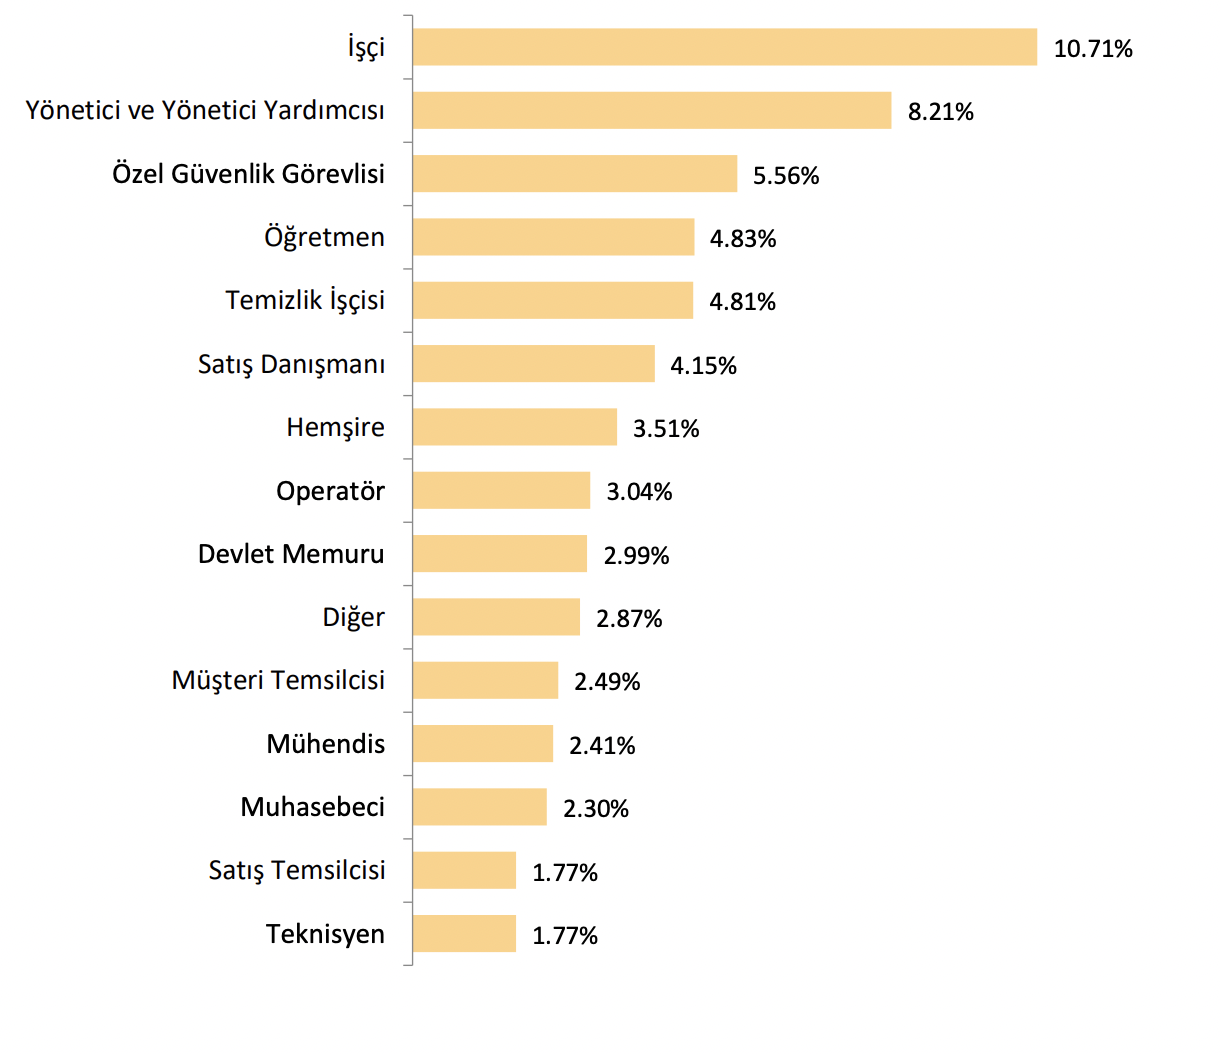 İşçi 10.71%
Yönetici ve Yönetici Yardımcısı 8.21%
Özel Güvenlik Görevlisi 5.56%
Öğretmen 4.83%
Temizlik İşçisi 4.81%
Satış Danışmanı 4.15%
Hemşire 3.51%
Operatör 3.04%
Devlet Memuru 2.99%
Diğer 2.87%
Müşteri Temsilcisi 2.49%
Mühendis 2.41%
Muhasebeci 2.30%
Satış Temsilcisi 1.77%
Teknisyen 1.77%